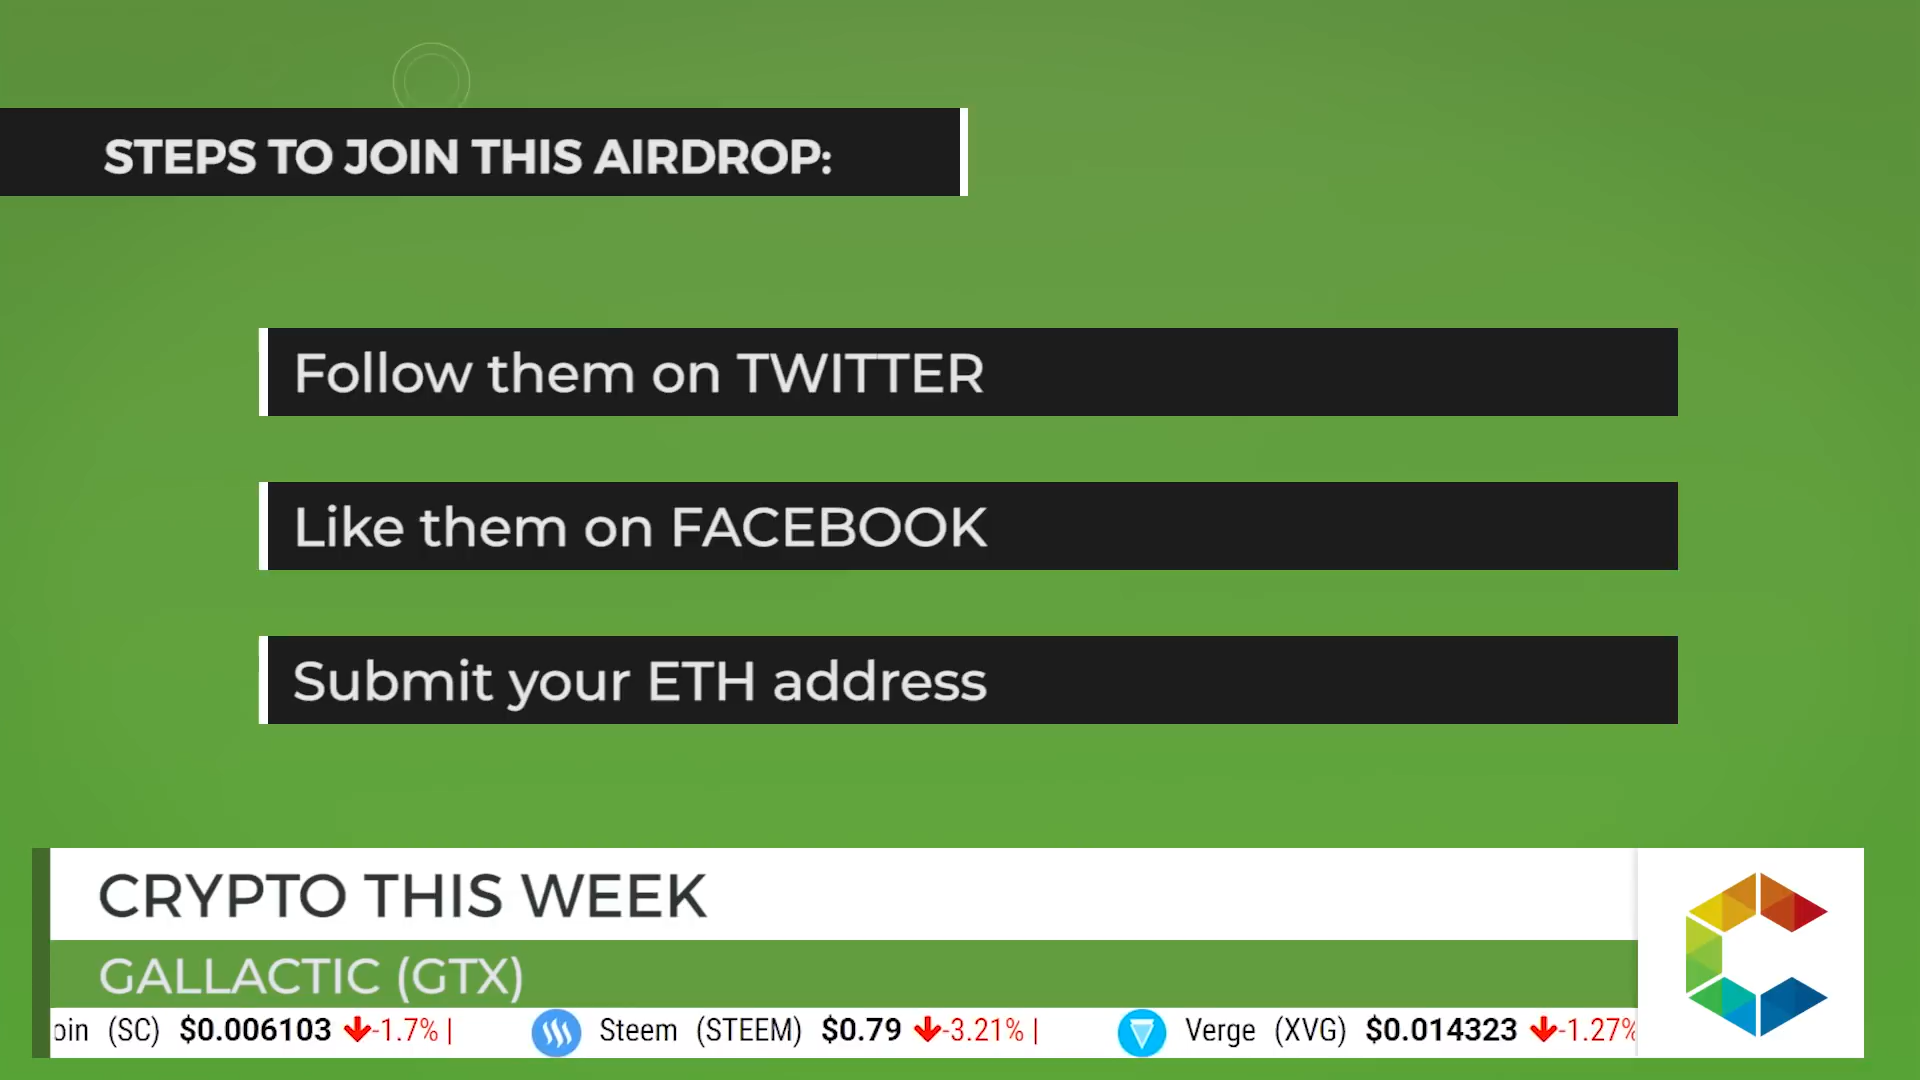 STEPS TO JOIN THIS AIRDROP:
Follow them on TWITTER
Like them on FACEBOOK
Submit your ETH address
CRYPTO THIS WEEK
GALLACTIC (GTX)
oin (SC) $0.006103 -1.7% | Steem (STEEM) $0.79 -3.21% | Verge (XVG) $0.014323 -1.27%